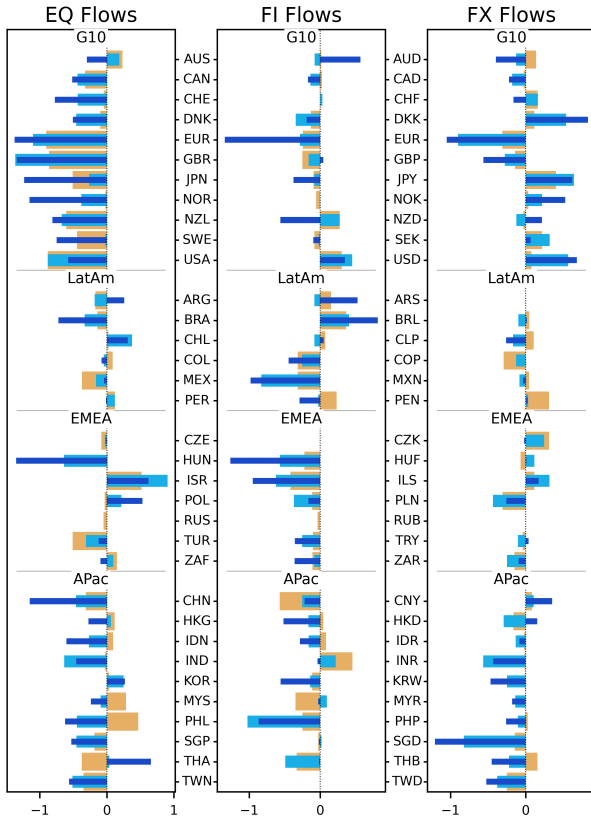 EQ Flows FI Flows FX Flows
G10 G10 G10
AUS AUD
CAN CAD
CHE CHF
DNK DKK
EUR EUR
GBR GBP
JPN JPY
NOR NOK
NZL NZD
SWE SEK
USA USD
LatAm LatAm LatAm
ARG ARS
BRA BRL
CHL CLP
COL COP
MEX MXN
PER PEN
EMEA EMEA EMEA
CZE CZK
HUN HUF
ISR ILS
POL PLN
RUS RUB
TUR TRY
ZAF ZAR
APac APac APac
CHN CNY
HKG HKD
IDN IDR
IND INR
KOR KRW
MYS MYR
PHL PHP
SGP SGD
THA THB
TWN TWD
−1 0 1 −1 0 −1 0